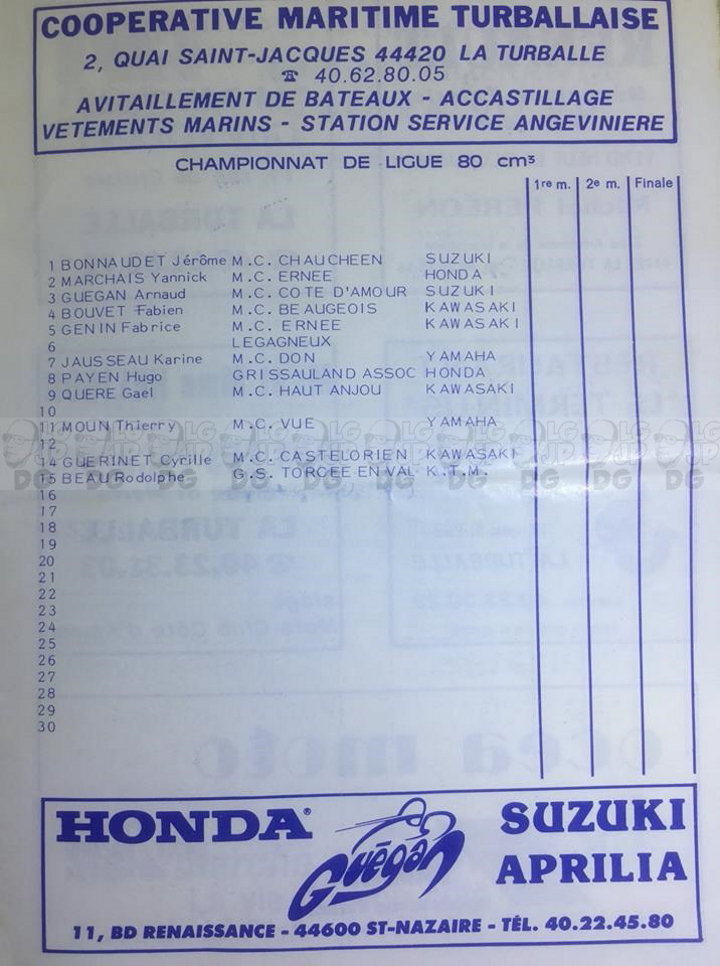 COOPERATIVE MARITIME TURBALLAISE
2, QUAI SAINT-JACQUES 44420 LA TURBALLE
☎ 40.62.80.05
AVITAILLEMENT DE BATEAUX - ACCASTILLAGE
VETEMENTS MARINS - STATION SERVICE ANGEVINIERE
CHAMPIONNAT DE LIGUE 80 cm³
1re m. 2e m. Finale
1 BONNAUDET Jérôme M.C. CHAUCHEEN SUZUKI
2 MARCHAIS Yannick M.C. ERNEE HONDA
3 GUEGAN Arnaud M.C. COTE D'AMOUR SUZUKI
4 BOUVET Fabien M.C. BEAUGEOIS KAWASAKI
5 GENIN Fabrice M.C. ERNEE KAWASAKI
6 LEGAGNEUX
7 JAUSSEAU Karine M.C. DON YAMAHA
8 PAYEN Hugo GRISSAULAND ASSOC HONDA
9 QUERE Gael M.C. HAUT ANJOU KAWASAKI
10
11 MOUN Thierry M.C. VUE YAMAHA
12
14 GUERINET Cyrille M.C. CASTELORIEN KAWASAKI
15 BEAU Rodolphe G.S. TORCEE EN VAL K.T.M.
16
17
18
19
20
21
22
23
24
25
26
27
28
29
30
HONDA
Guégan
SUZUKI
APRILIA
11, BD RENAISSANCE - 44600 ST-NAZAIRE - TÉL. 40.22.45.80